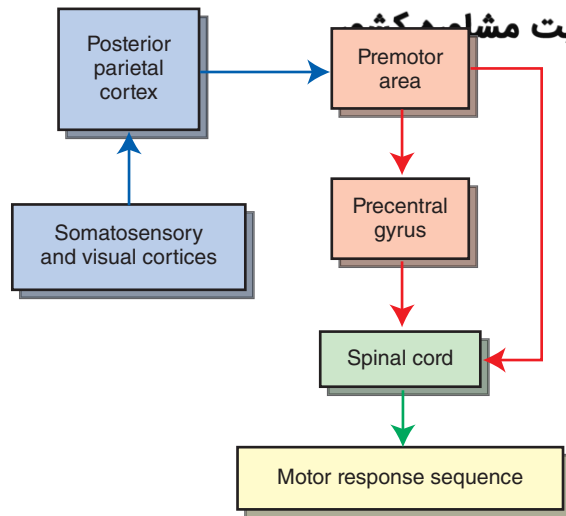 Posterior
parietal
cortex
Premotor
area
Somatosensory
and visual cortices
Precentral
gyrus
Spinal cord
Motor response sequence